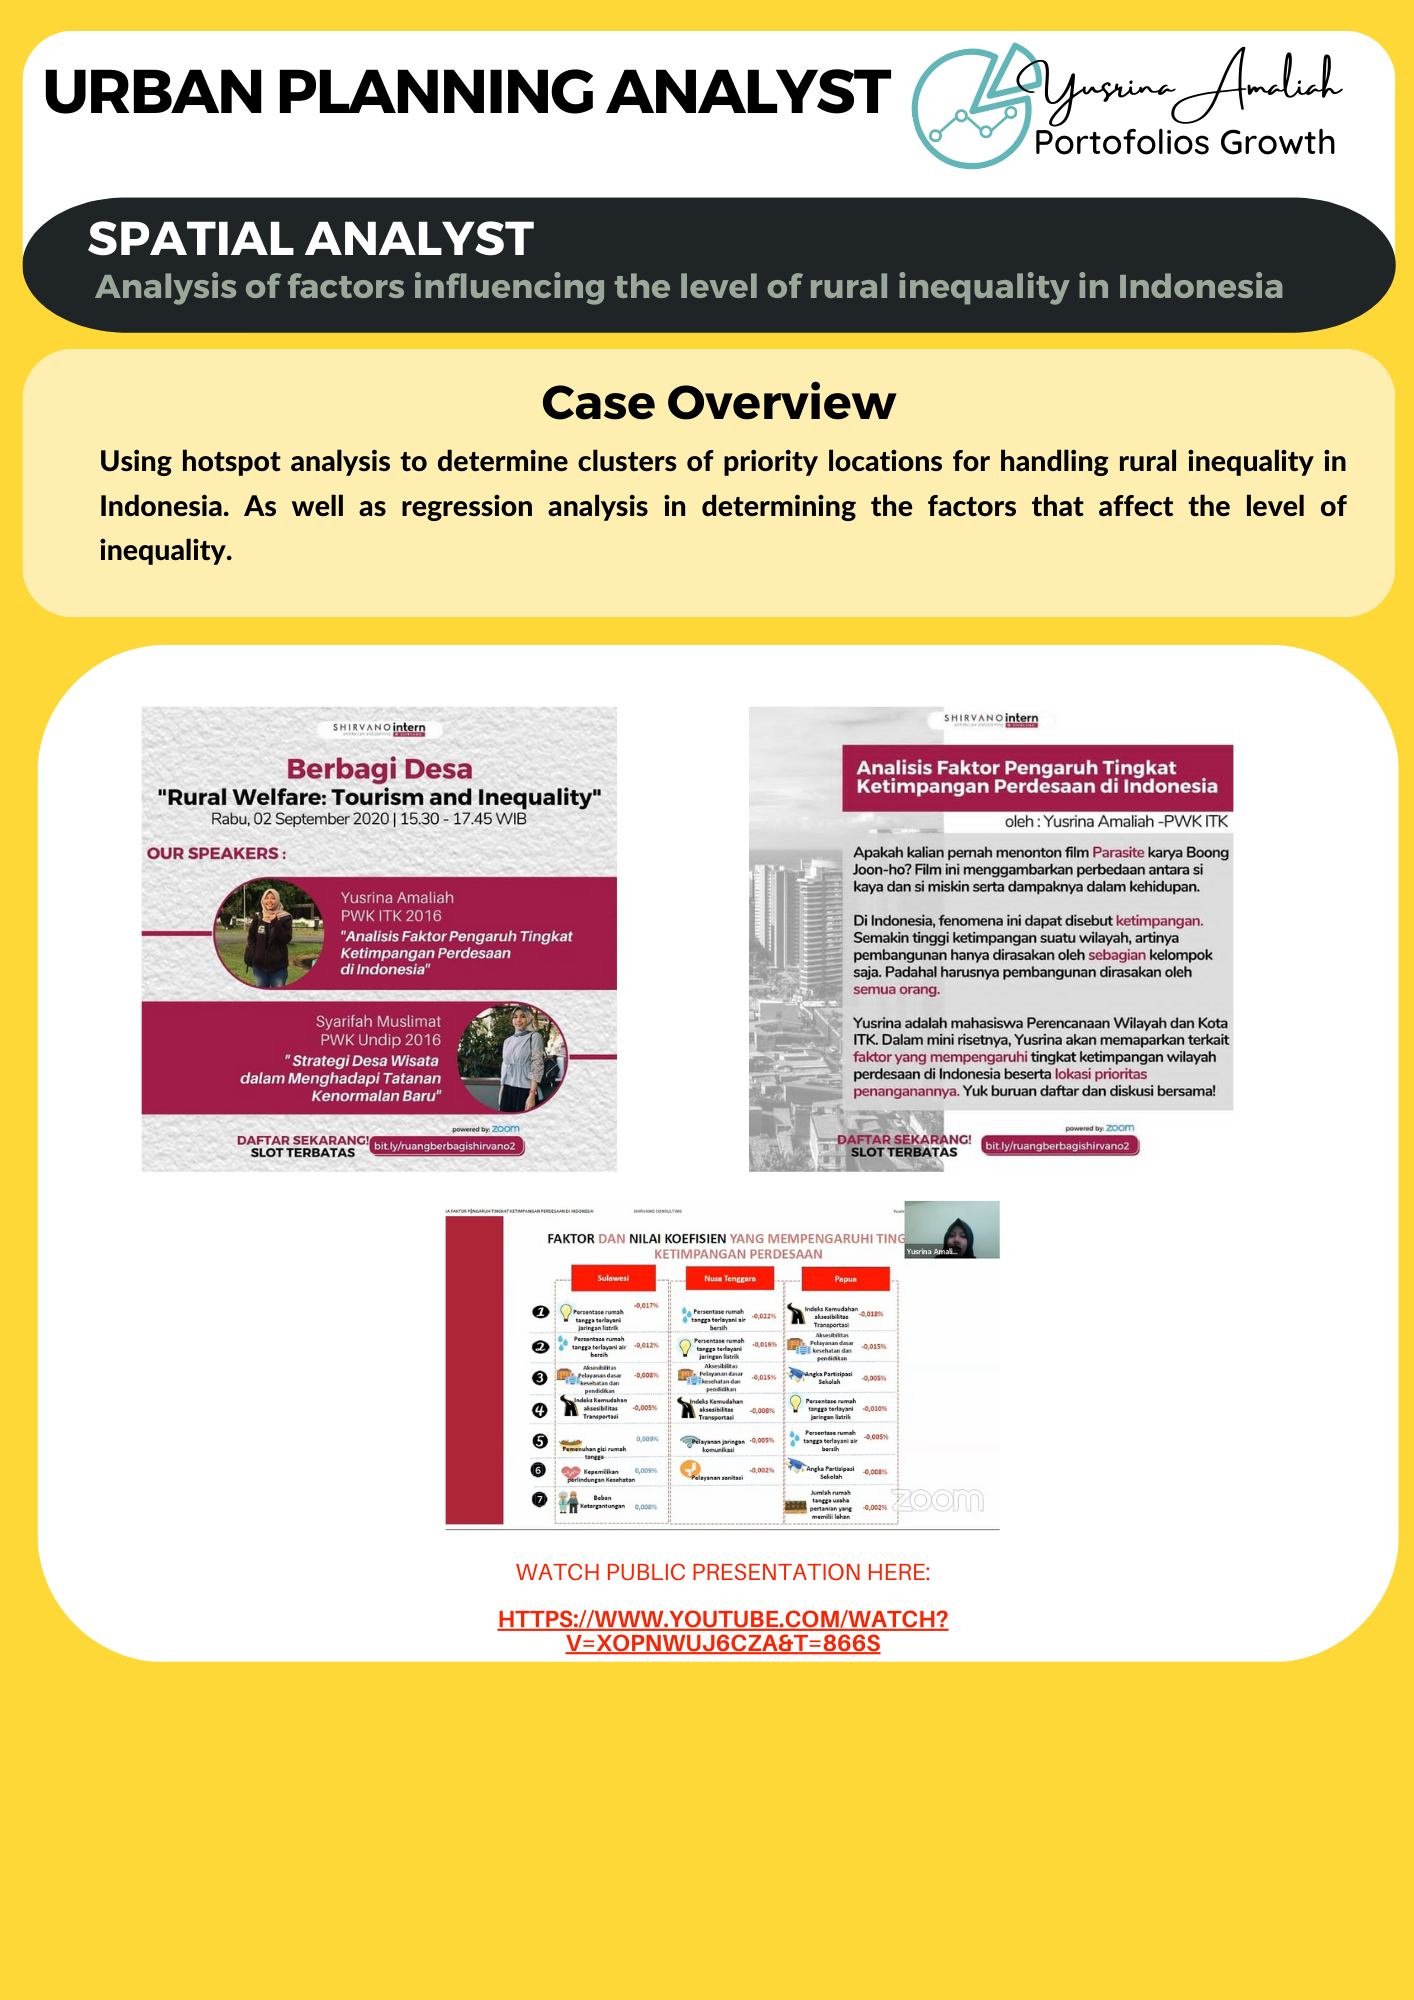 URBAN PLANNING ANALYST
Yusrina Amaliah
Portofolios Growth
SPATIAL ANALYST
Analysis of factors influencing the level of rural inequality in Indonesia
Case Overview
Using hotspot analysis to determine clusters of priority locations for handling rural inequality in
Indonesia. As well as regression analysis in determining the factors that affect the level of
inequality.
SHIRVANO intern
Berbagi Desa
"Rural Welfare: Tourism and Inequality"
Rabu, 02 September 2020 | 15.30 - 17.45 WIB
OUR SPEAKERS :
Yusrina Amaliah
PWK ITK 2016
"Analisis Faktor Pengaruh Tingkat
Ketimpangan Perdesaan
di Indonesia"
Syarifah Muslimat
PWK Undip 2016
" Strategi Desa Wisata
dalam Menghadapi Tatanan
Kenormalan Baru"
powered by: zoom
DAFTAR SEKARANG!
SLOT TERBATAS
bit.ly/ruangberbagishirvano2
SHIRVANO intern
Analisis Faktor Pengaruh Tingkat
Ketimpangan Perdesaan di Indonesia
oleh : Yusrina Amaliah -PWK ITK
Apakah kalian pernah menonton film Parasite karya Boong
Joon-ho? Film ini menggambarkan perbedaan antara si
kaya dan si miskin serta dampaknya dalam kehidupan.
Di Indonesia, fenomena ini dapat disebut ketimpangan.
Semakin tinggi ketimpangan suatu wilayah, artinya
pembangunan hanya dirasakan oleh sebagian kelompok
saja. Padahal harusnya pembangunan dirasakan oleh
semua orang.
Yusrina adalah mahasiswa Perencanaan Wilayah dan Kota
ITK. Dalam mini risetnya, Yusrina akan memaparkan terkait
faktor yang mempengaruhi tingkat ketimpangan wilayah
perdesaan di Indonesia beserta lokasi prioritas
penanganannya. Yuk buruan daftar dan diskusi bersama!
powered by: zoom
DAFTAR SEKARANG!
SLOT TERBATAS
bit.ly/ruangberbagishirvano2
IA FAKTOR PENGARUH TINGKAT KETIMPANGAN PERDESAAN DI INDONESIA
SHIRVANO CONSULTING
Yusrina Amali...
FAKTOR DAN NILAI KOEFISIEN YANG MEMPENGARUHI TING
KETIMPANGAN PERDESAAN
Sulawesi
Nusa Tenggara
Papua
1
Persentase rumah
tangga terlayani
jaringan listrik
-0,017%
Persentase rumah
tangga terlayani air
bersih
-0,022%
Indeks Kemudahan
aksesibilitas
Transportasi
-0,018%
2
Persentase rumah
tangga terlayani air
bersih
-0,012%
Persentase rumah
tangga terlayani
jaringan listrik
-0,016%
Aksesibilitas
Pelayanan dasar
kesehatan dan
pendidikan
-0,015%
3
Aksesibilitas
Pelayanan dasar
kesehatan dan
pendidikan
-0,008%
Aksesibilitas
Pelayanan dasar
kesehatan dan
pendidikan
-0,015%
Angka Partisipasi
Sekolah
-0,005%
4
Indeks Kemudahan
aksesibilitas
Transportasi
-0,005%
Indeks Kemudahan
aksesibilitas
Transportasi
-0,008%
Persentase rumah
tangga terlayani
jaringan listrik
-0,010%
5
Pemenuhan gizi rumah
tangga
0,009%
Pelayanan jaringan
komunikasi
-0,005%
Persentase rumah
tangga terlayani air
bersih
-0,005%
6
Kepemilikan
perlindungan Kesehatan
0,009%
Pelayanan sanitasi
-0,002%
Angka Partisipasi
Sekolah
-0,008%
7
Beban
Ketergantungan
0,008%
Jumlah rumah
tangga usaha
pertanian yang
memilii lahan
-0,002%
zoom
WATCH PUBLIC PRESENTATION HERE:
HTTPS://WWW.YOUTUBE.COM/WATCH?
V=XOPNWUJ6CZA&T=866S